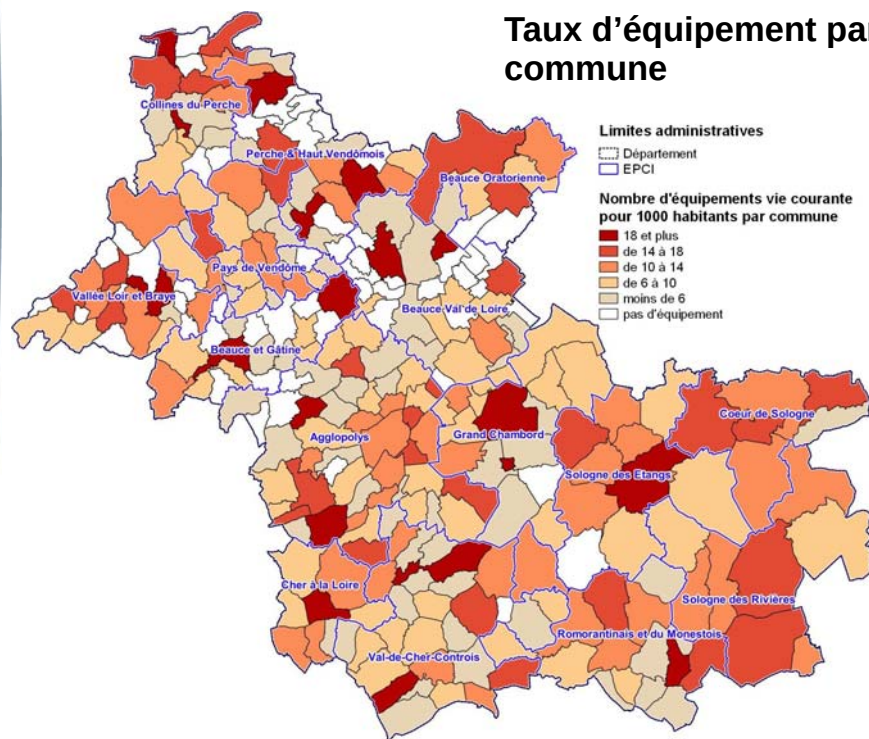 Taux d’équipement par
commune
Limites administratives
Département
EPCI
Nombre d'équipements vie courante
pour 1000 habitants par commune
18 et plus
de 14 à 18
de 10 à 14
de 6 à 10
moins de 6
pas d'équipement
Collines du Perche
Perche & Haut Vendômois
Beauce Oratorienne
Pays de Vendôme
Vallée Loir et Braye
Beauce Val de Loire
Beauce et Gâtine
Coeur de Sologne
Agglopolys
Grand Chambord
Sologne des Etangs
Cher à la Loire
Sologne des Rivières
Romorantinais et du Monestois
Val-de-Cher-Controis